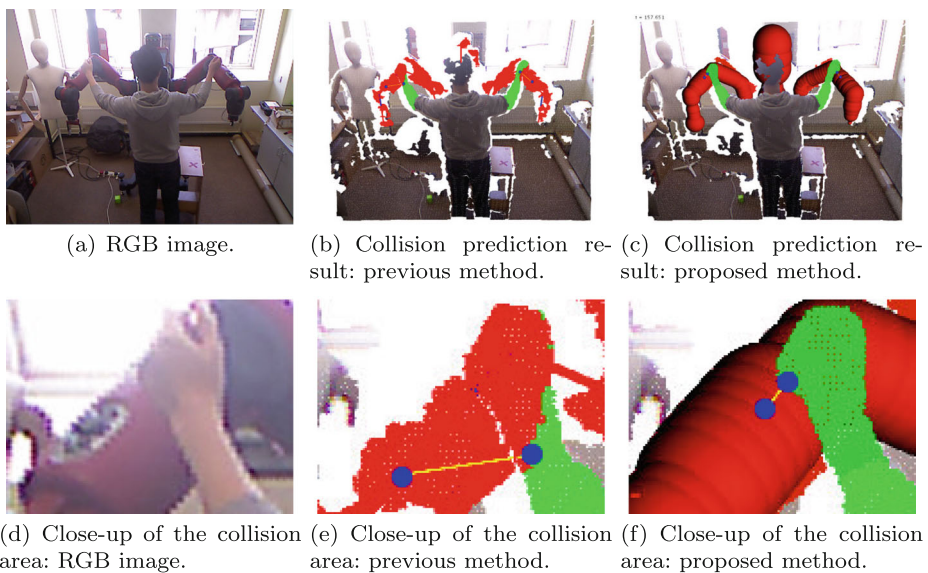 t = 157.651
(a) RGB image.
(b) Collision prediction re-
sult: previous method.
(c) Collision prediction re-
sult: proposed method.
(d) Close-up of the collision
area: RGB image.
(e) Close-up of the collision
area: previous method.
(f) Close-up of the collision
area: proposed method.